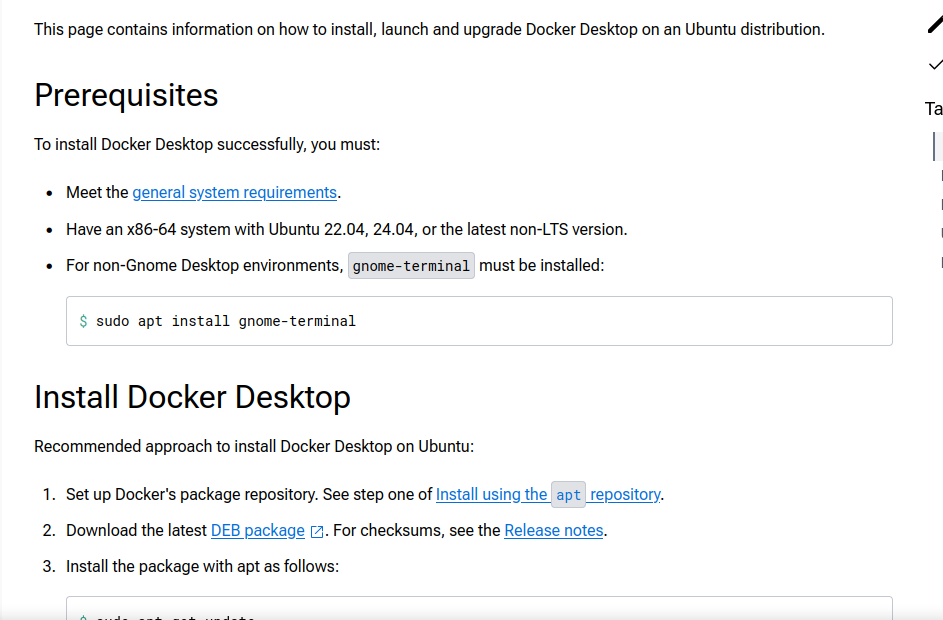 This page contains information on how to install, launch and upgrade Docker Desktop on an Ubuntu distribution.
Prerequisites
To install Docker Desktop successfully, you must:
• Meet the general system requirements.
• Have an x86-64 system with Ubuntu 22.04, 24.04, or the latest non-LTS version.
• For non-Gnome Desktop environments, gnome-terminal must be installed:
$ sudo apt install gnome-terminal
Install Docker Desktop
Recommended approach to install Docker Desktop on Ubuntu:
1. Set up Docker's package repository. See step one of Install using the apt repository.
2. Download the latest DEB package. For checksums, see the Release notes.
3. Install the package with apt as follows:
$ sudo apt-get update
Ta